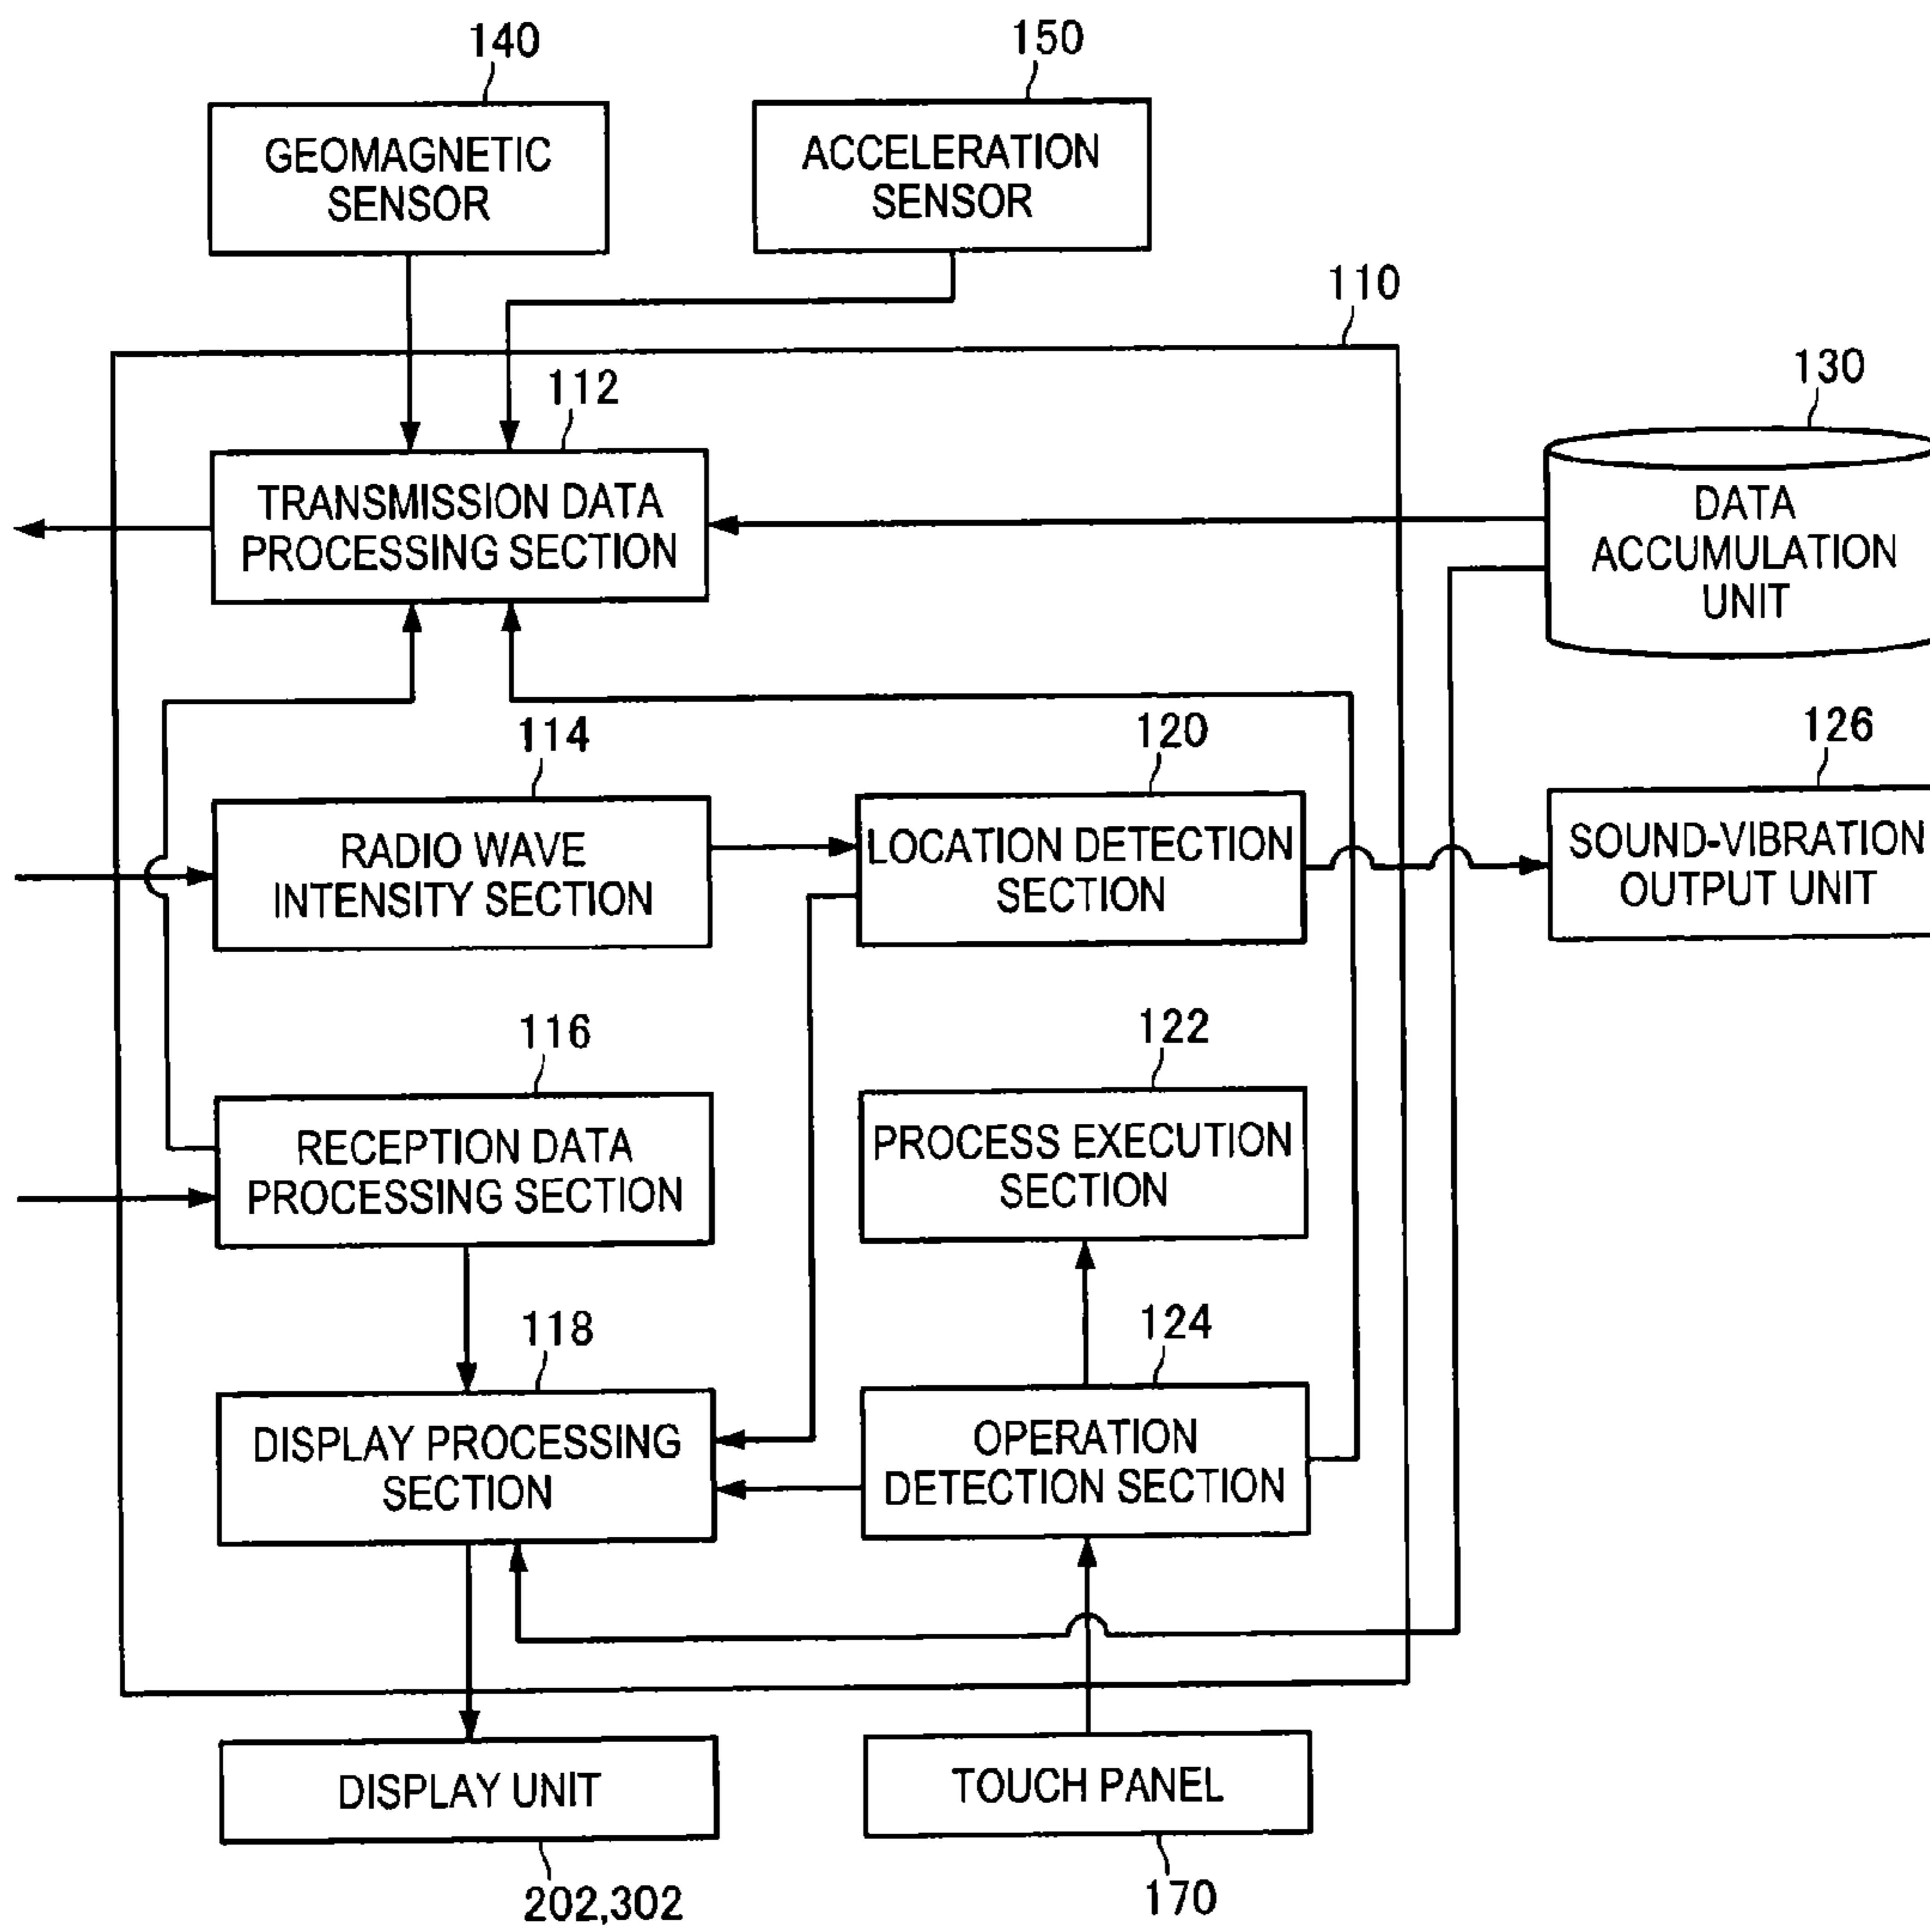 140
150
GEOMAGNETIC
SENSOR
ACCELERATION
SENSOR
110
112
130
TRANSMISSION DATA
PROCESSING SECTION
DATA
ACCUMULATION
UNIT
114
120
126
RADIO WAVE
INTENSITY SECTION
LOCATION DETECTION
SECTION
SOUND-VIBRATION
OUTPUT UNIT
116
122
RECEPTION DATA
PROCESSING SECTION
PROCESS EXECUTION
SECTION
118
124
DISPLAY PROCESSING
SECTION
OPERATION
DETECTION SECTION
DISPLAY UNIT
TOUCH PANEL
202,302
170